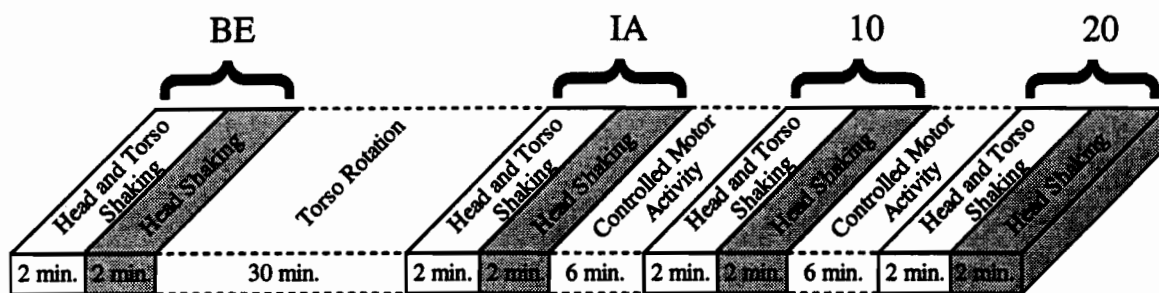 BE
IA
10
20
Head and Torso
Shaking
Head Shaking
Torso Rotation
Head and Torso
Shaking
Head Shaking
Controlled Motor
Activity
Head and Torso
Shaking
Head Shaking
Controlled Motor
Activity
Head and Torso
Shaking
Head Shaking
2 min.
2 min.
30 min.
2 min.
2 min.
6 min.
2 min.
2 min.
6 min.
2 min.
2 min.